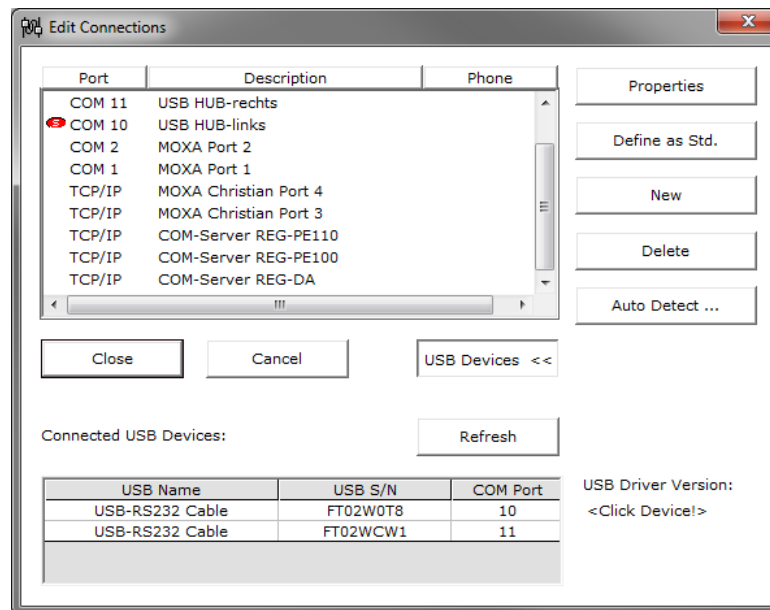 Edit Connections
Port Description Phone
COM 11 USB HUB-rechts
S COM 10 USB HUB-links
COM 2 MOXA Port 2
COM 1 MOXA Port 1
TCP/IP MOXA Christian Port 4
TCP/IP MOXA Christian Port 3
TCP/IP COM-Server REG-PE110
TCP/IP COM-Server REG-PE100
TCP/IP COM-Server REG-DA
Properties
Define as Std.
New
Delete
Auto Detect ...
Close Cancel USB Devices <<
Connected USB Devices: Refresh
USB Name USB S/N COM Port
USB-RS232 Cable FT02W0T8 10
USB-RS232 Cable FT02WCW1 11
USB Driver Version:
<Click Device!>